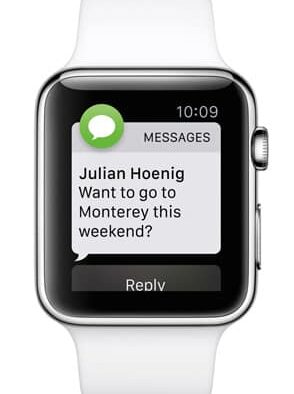 10:09
MESSAGES
Julian Hoenig
Want to go to
Monterey this
weekend?
Reply